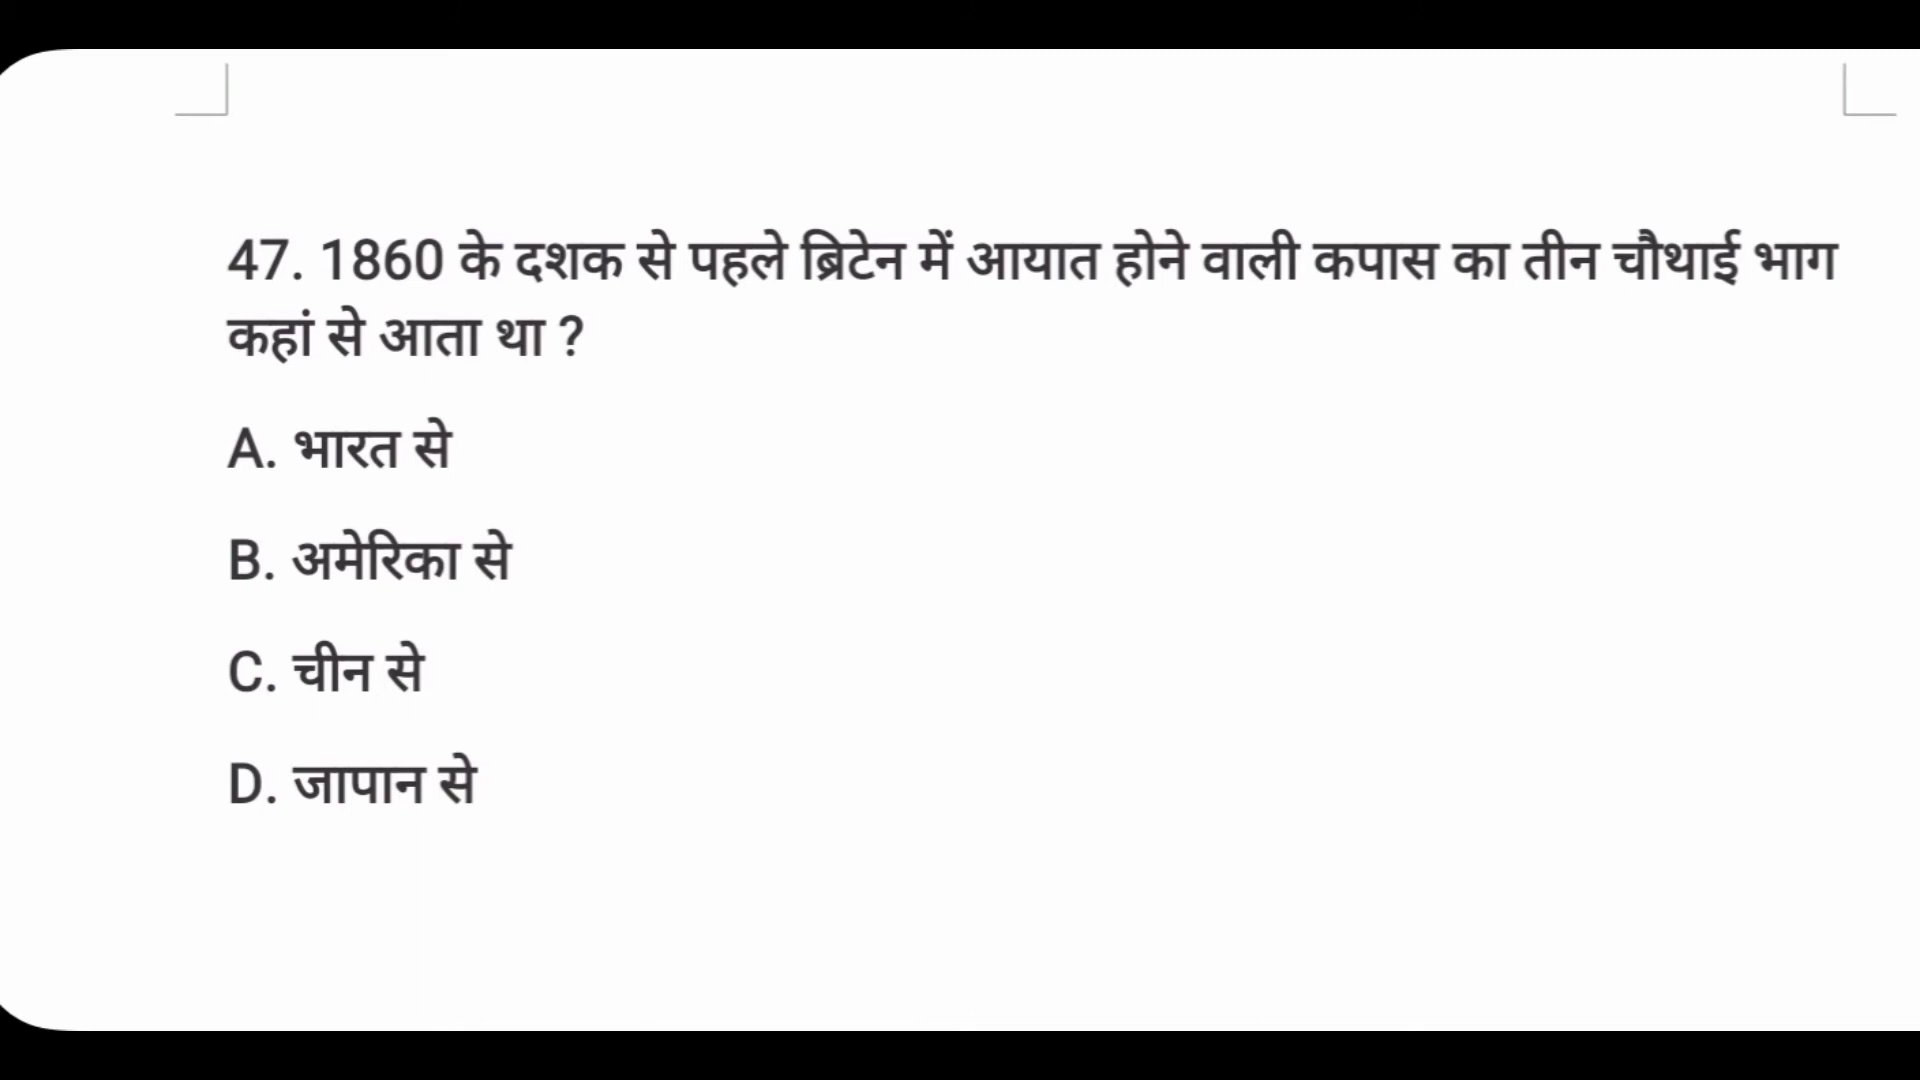 47. 1860 के दशक से पहले ब्रिटेन में आयात होने वाली कपास का तीन चौथाई भाग
कहां से आता था ?
A. भारत से
B. अमेरिका से
C. चीन से
D. जापान से